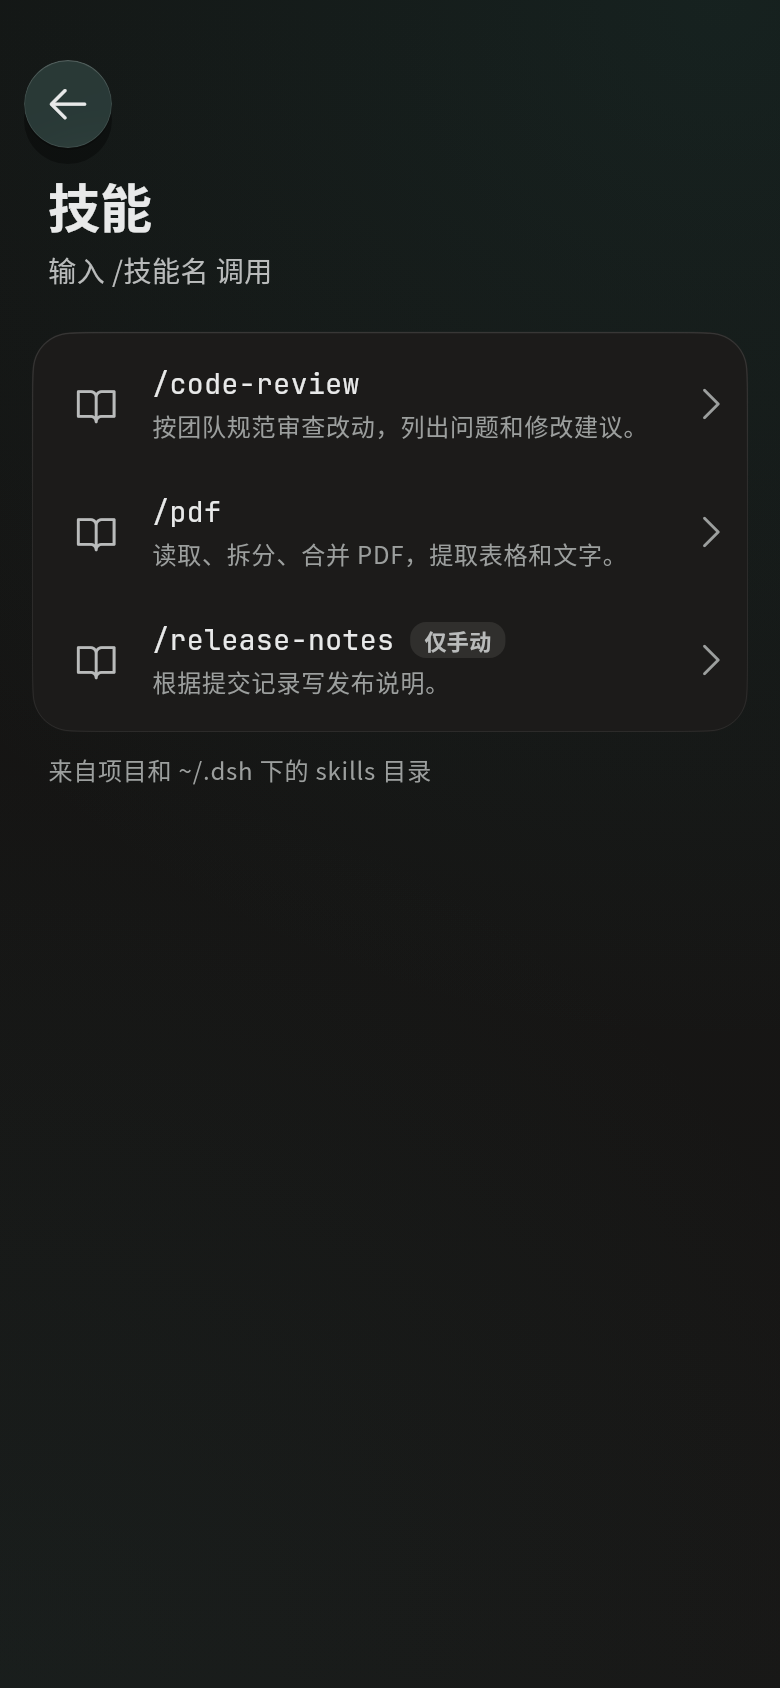 技能
输入 /技能名 调用
/code-review
按团队规范审查改动，列出问题和修改建议。
/pdf
读取、拆分、合并 PDF，提取表格和文字。
/release-notes 仅手动
根据提交记录写发布说明。
来自项目和 ~/.dsh 下的 skills 目录